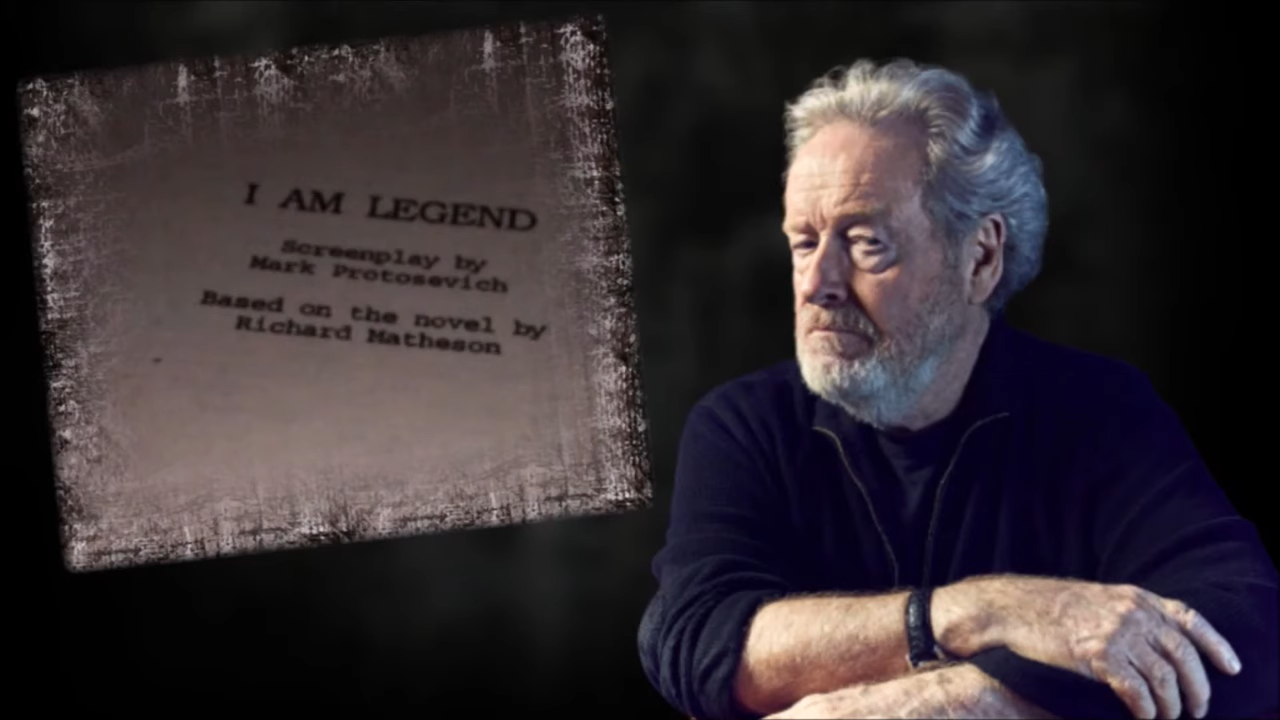 I AM LEGEND
Screenplay by
Mark Protosevich
Based on the novel by
Richard Matheson